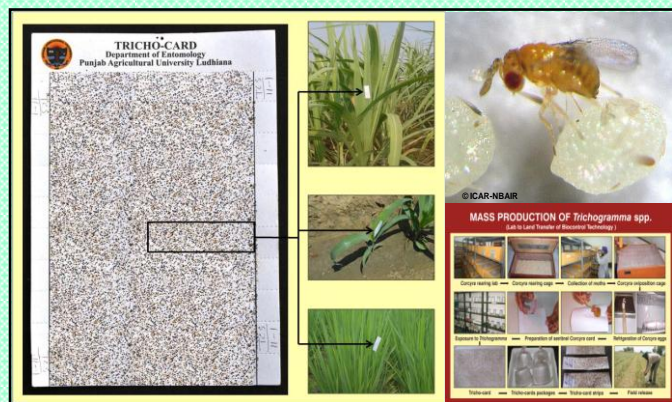 TRICHO-CARD
Department of Entomology
Punjab Agricultural University Ludhiana
© ICAR-NBAIR
MASS PRODUCTION OF Trichogramma spp.
(Lab to Land Transfer of Biocontrol Technology )
Corcyra rearing lab
Corcyra rearing cage
Collection of moths
Corcyra oviposition cage
Exposure to Trichogramma
Preparation of sentinel Corcyra card
Refrigeration of Corcyra eggs
Tricho-card
Tricho-cards packages
Tricho-card strips
Field release